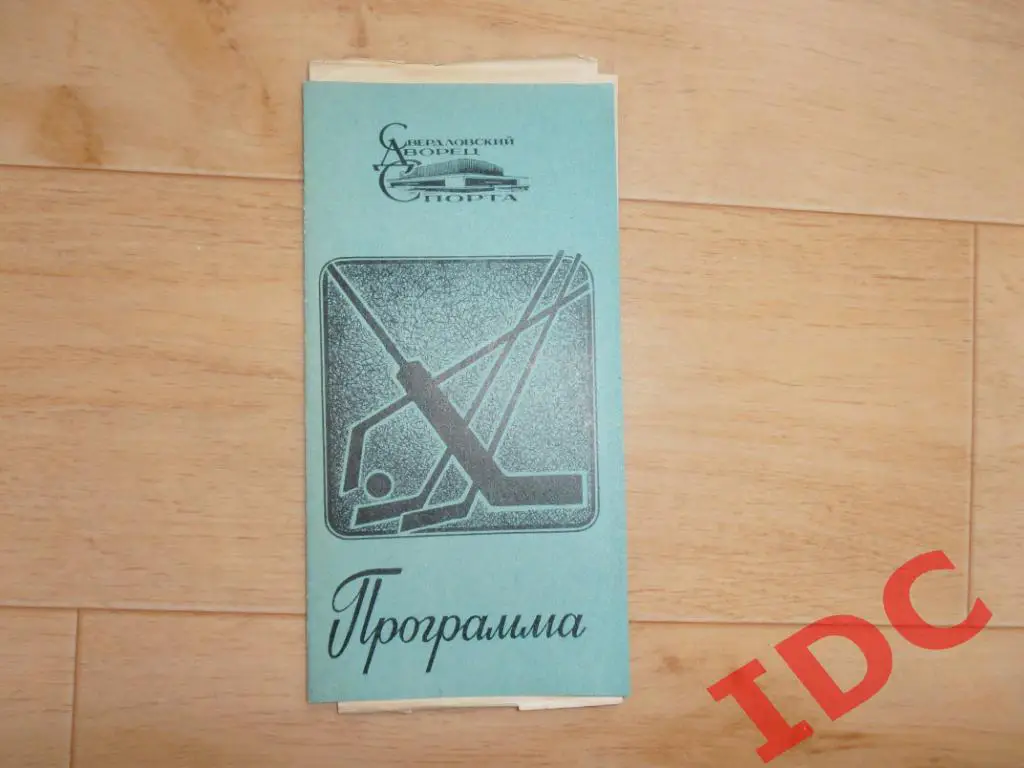 Свердловский
Дворец
Спорта
Программа
IDC